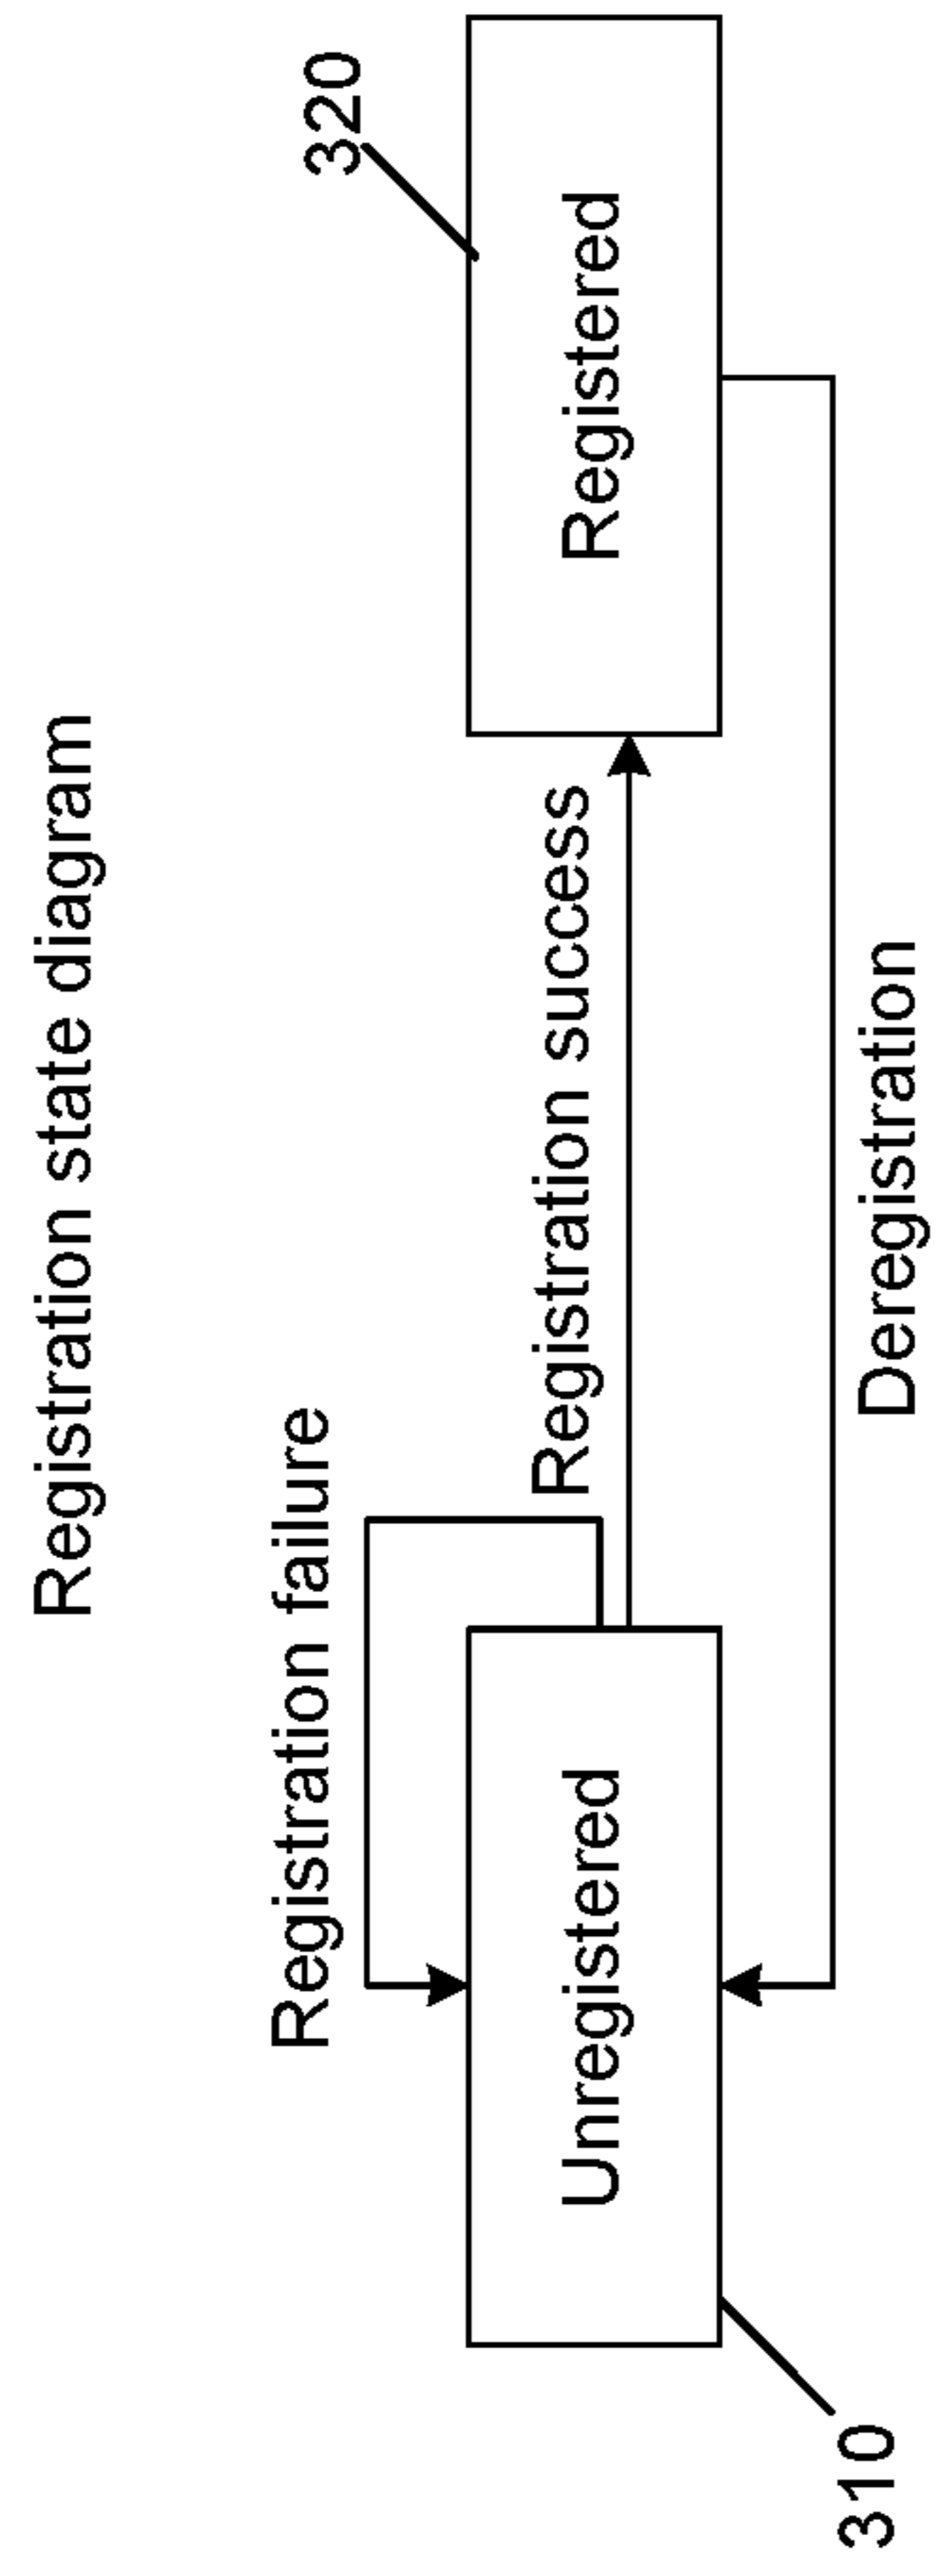 Registration state diagram
Registration failure
Registration success
Unregistered
Registered
Deregistration
310
320